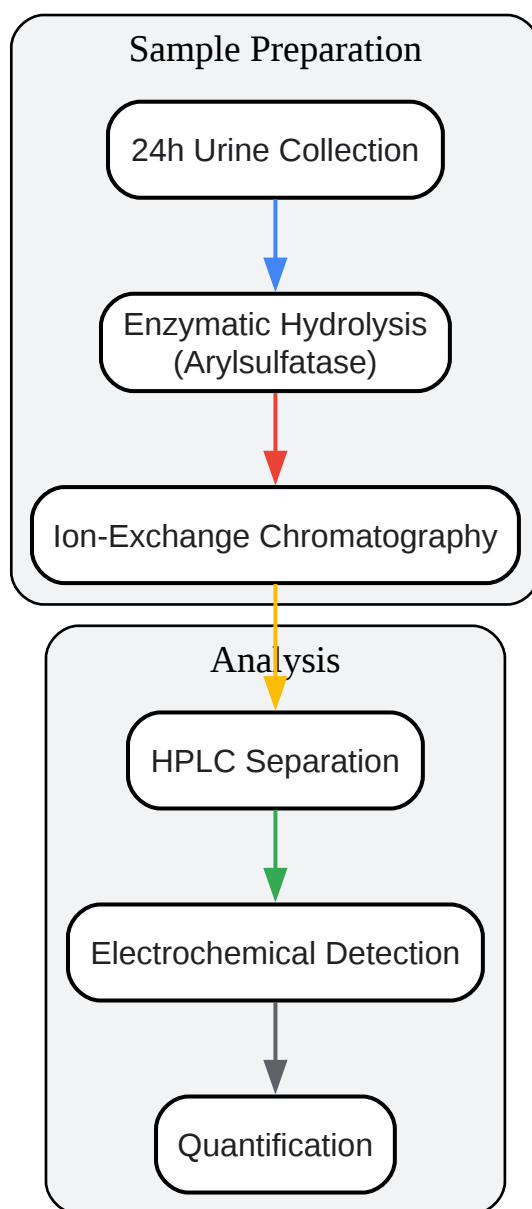 Sample Preparation
24h Urine Collection
Enzymatic Hydrolysis
(Arylsulfatase)
Ion-Exchange Chromatography
Analysis
HPLC Separation
Electrochemical Detection
Quantification